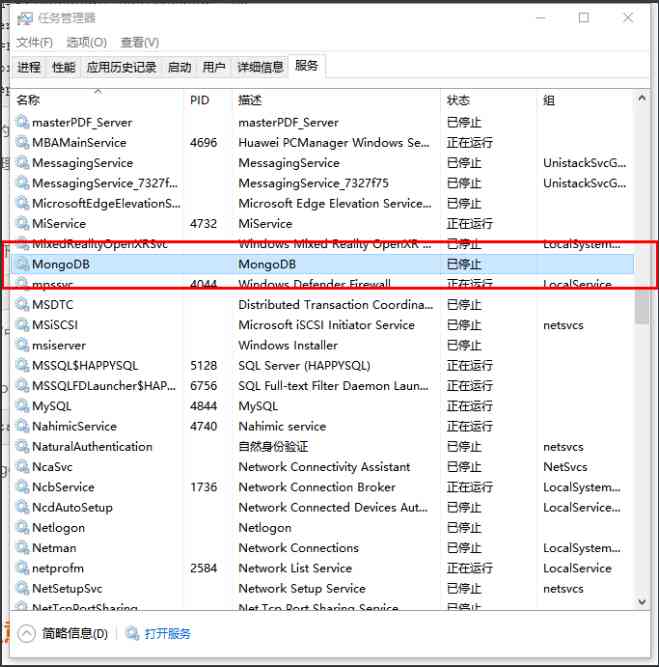 任务管理器
文件(F) 选项(O) 查看(V)
进程 性能 应用历史记录 启动 用户 详细信息 服务
名称 PID 描述 状态 组
masterPDF_Server masterPDF_Server 已停止
MBAMainService 4696 Huawei PCManager Windows Se... 正在运行
MessagingService MessagingService 已停止 UnistackSvcG...
MessagingService_7327f... MessagingService_7327f75 已停止 UnistackSvcG...
MicrosoftEdgeElevationS... Microsoft Edge Elevation Service... 已停止
MiService 4732 MiService 正在运行
MixedRealityOpenXRSvc Windows Mixed Reality OpenXR ... 已停止 LocalSystem...
MongoDB MongoDB 已停止
mpssvc 4044 Windows Defender Firewall 正在运行 LocalService
MSDTC Distributed Transaction Coordina... 已停止
MSiSCSI Microsoft iSCSI Initiator Service 已停止 netsvcs
msiserver Windows Installer 已停止
MSSQL$HAPPYSQL 5128 SQL Server (HAPPYSQL) 正在运行
MSSQLFDLauncher$HAP... 6756 SQL Full-text Filter Daemon Laun... 正在运行
MySQL 4844 MySQL 正在运行
NahimicService 4740 Nahimic service 正在运行
NaturalAuthentication 自然身份验证 已停止 netsvcs
NcaSvc Network Connectivity Assistant 已停止 NetSvcs
NcbService 1736 Network Connection Broker 正在运行 LocalSystem...
NcdAutoSetup Network Connected Devices Aut... 已停止 LocalService...
Netlogon Netlogon 已停止
Netman Network Connections 已停止 LocalSystem...
netprofm 2584 Network List Service 正在运行 LocalService
NetSetupSvc Network Setup Service 已停止 netsvcs
NetTcpPortSharing Net.Tcp Port Sharing Service 已停止 LocalService
简略信息(D) 打开服务